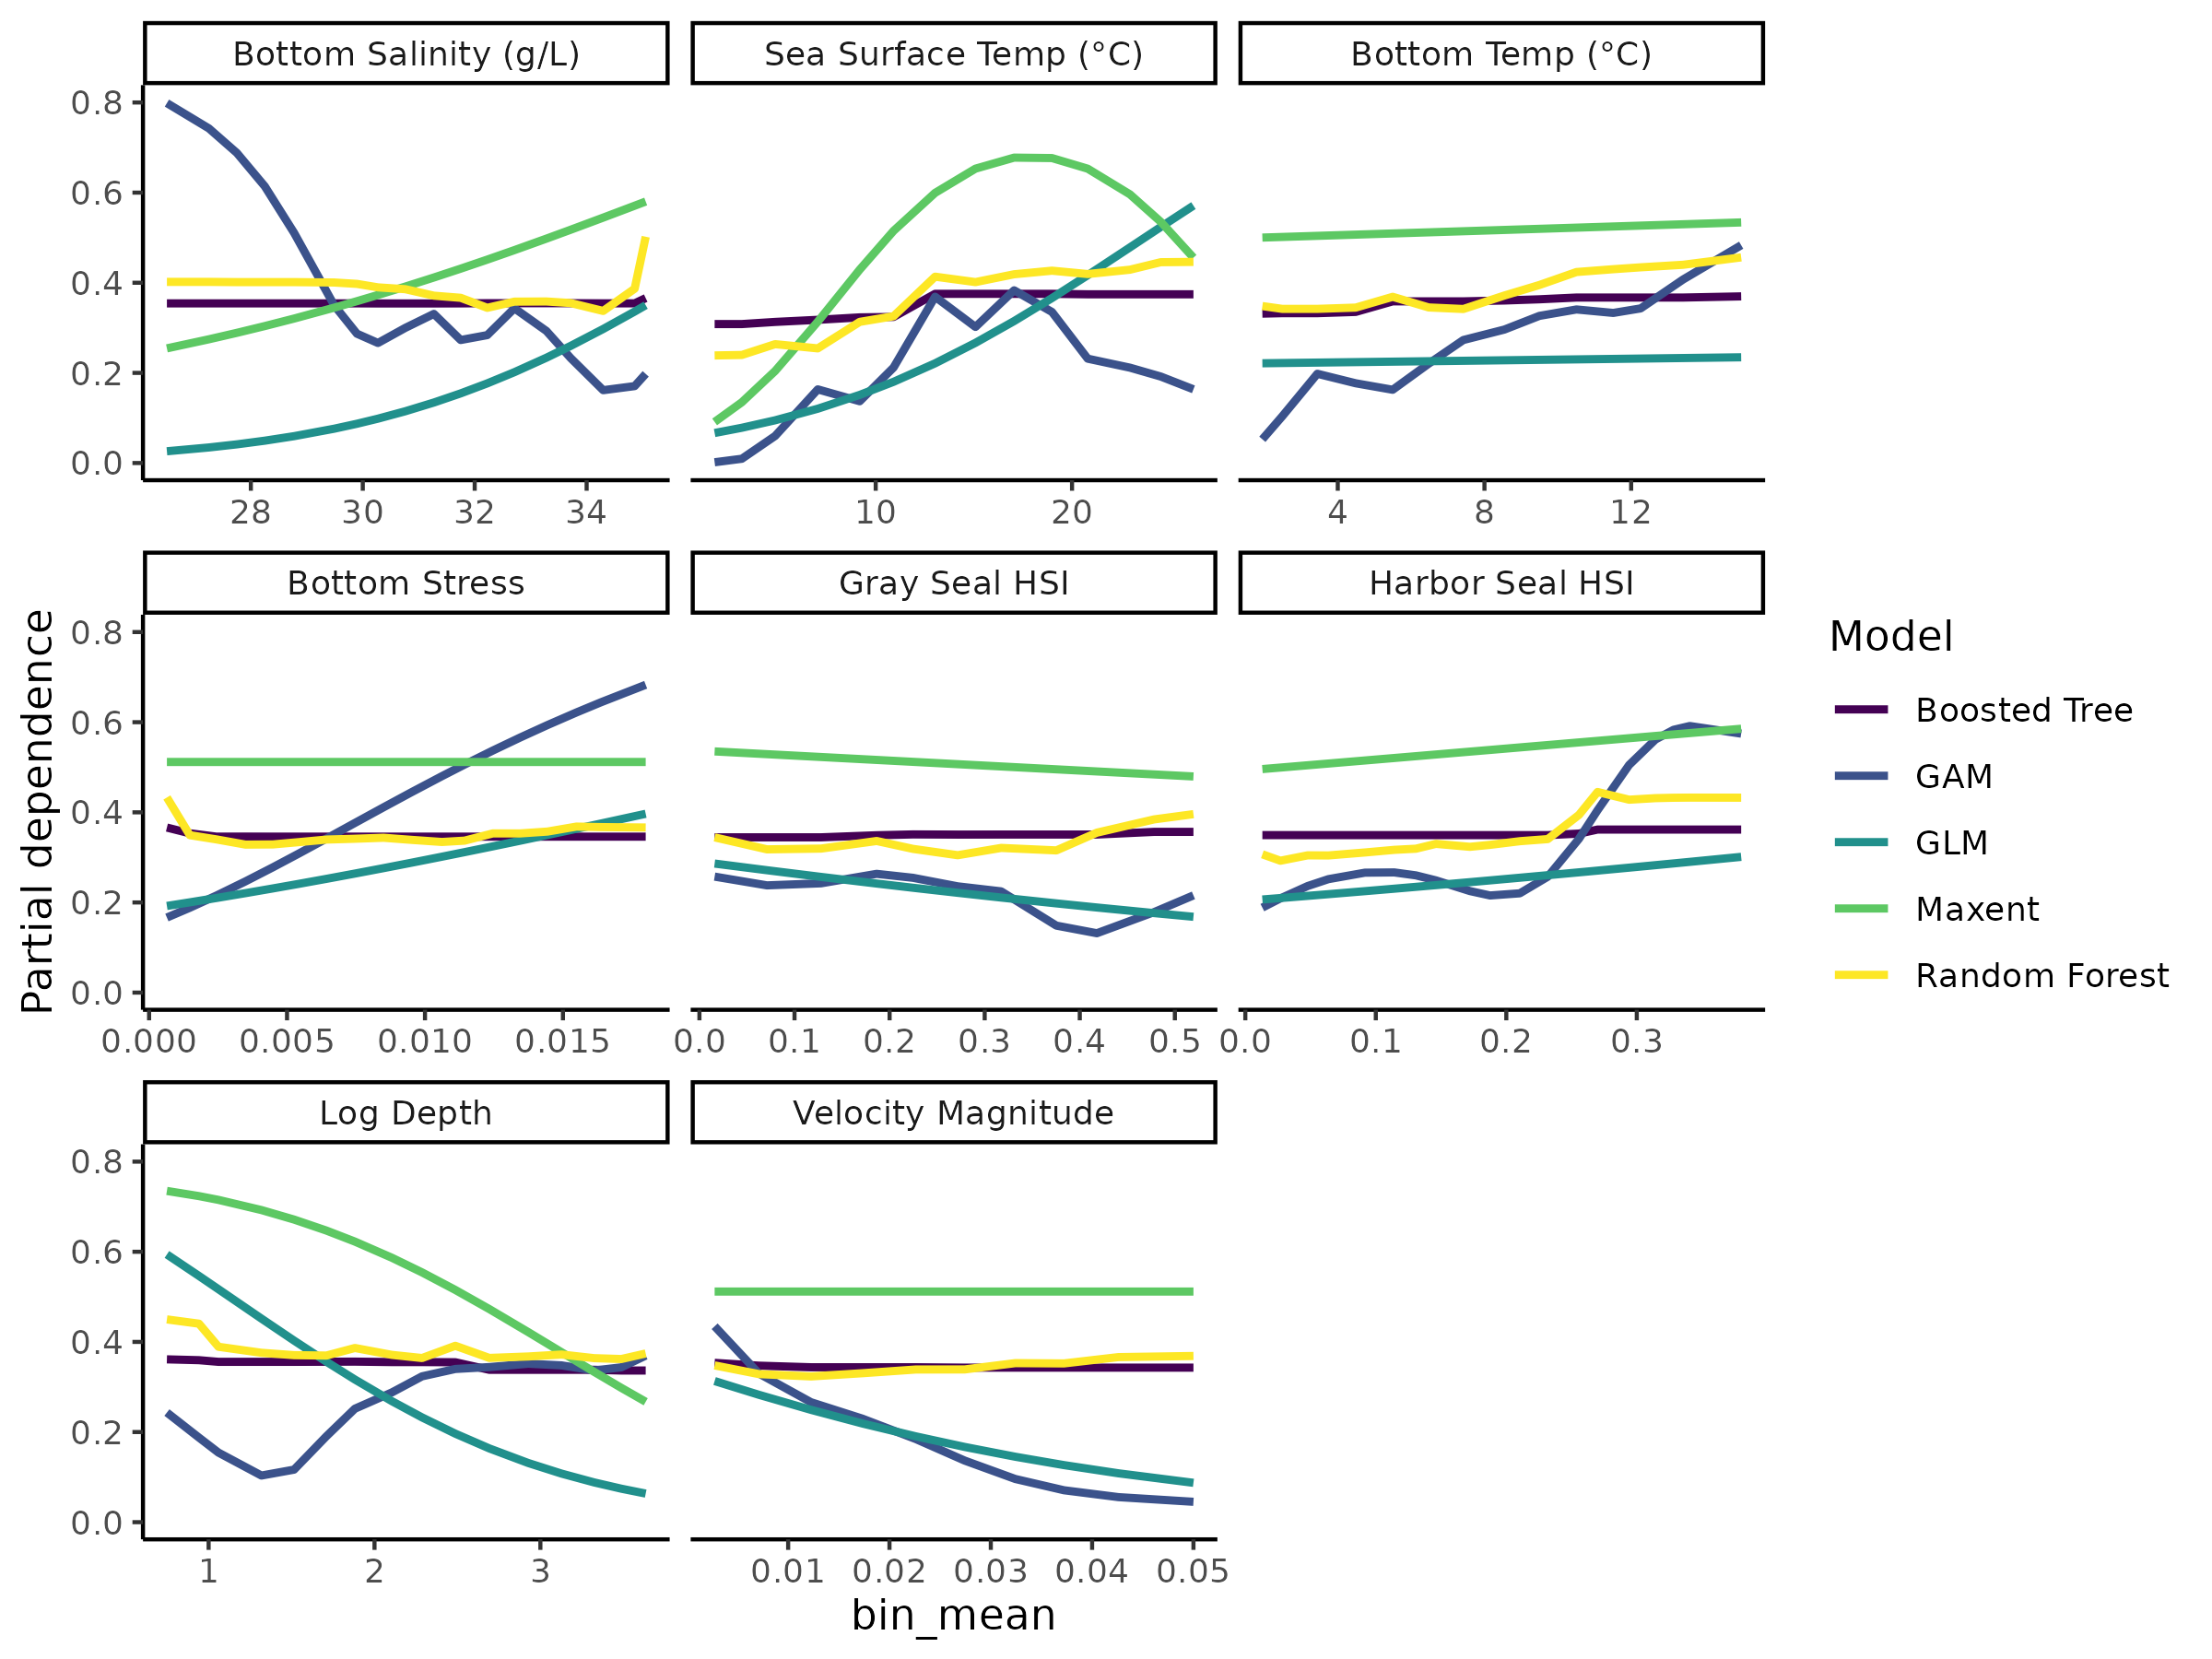 Bottom Salinity (g/L) Sea Surface Temp (°C) Bottom Temp (°C)
0.8
0.6
0.4
0.2
0.0
28 30 32 34 10 20 4 8 12
Bottom Stress Gray Seal HSI Harbor Seal HSI
Partial dependence
0.8
0.6
0.4
0.2
0.0
0.000 0.005 0.010 0.015 0.0 0.1 0.2 0.3 0.4 0.5 0.0 0.1 0.2 0.3
Log Depth Velocity Magnitude
0.8
0.6
0.4
0.2
0.0
1 2 3 0.01 0.02 0.03 0.04 0.05
bin_mean
Model
Boosted Tree
GAM
GLM
Maxent
Random Forest